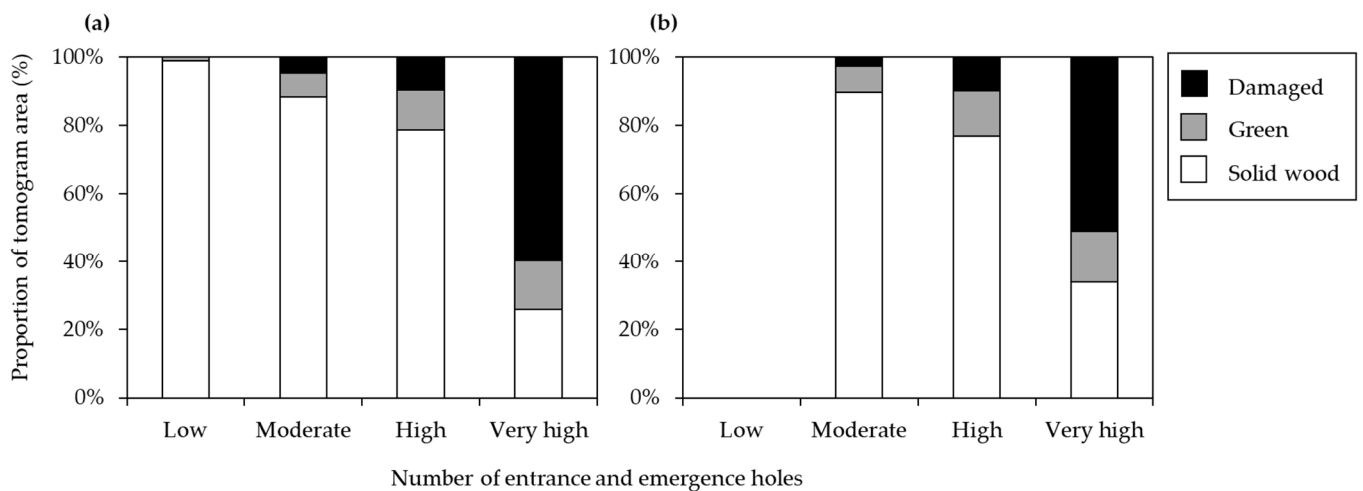 (a)
(b)
Proportion of tomogram area (%)
100%
80%
60%
40%
20%
0%
Low Moderate High Very high
100%
80%
60%
40%
20%
0%
Low Moderate High Very high
Number of entrance and emergence holes
Damaged
Green
Solid wood